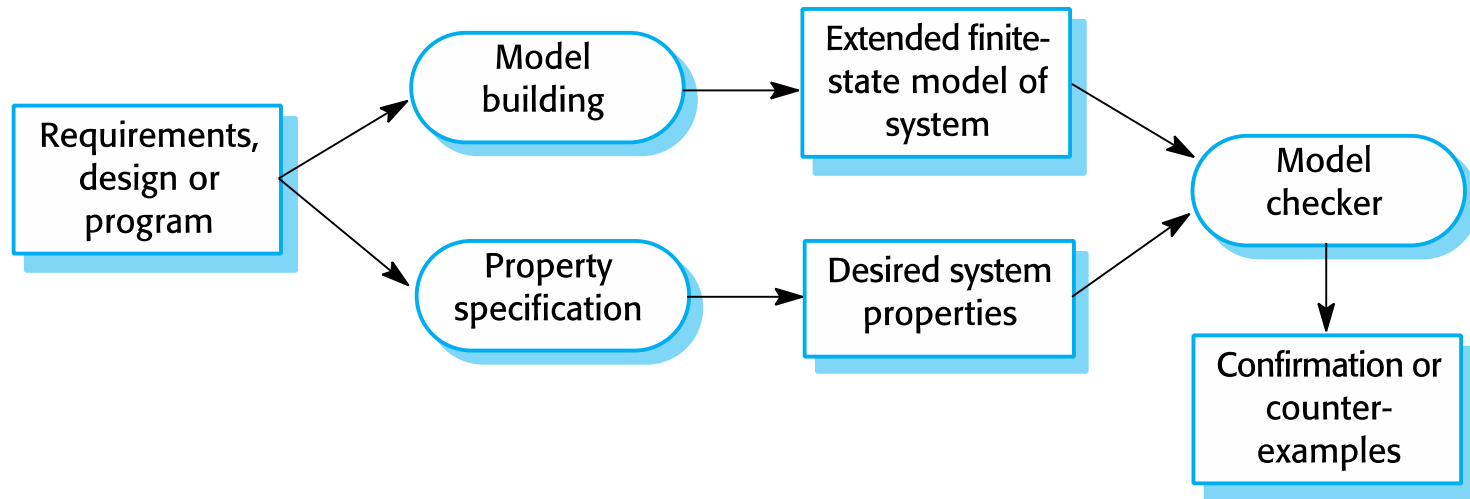 Requirements,
design or
program
Model
building
Extended finite-
state model of
system
Property
specification
Desired system
properties
Model
checker
Confirmation or
counter-
examples